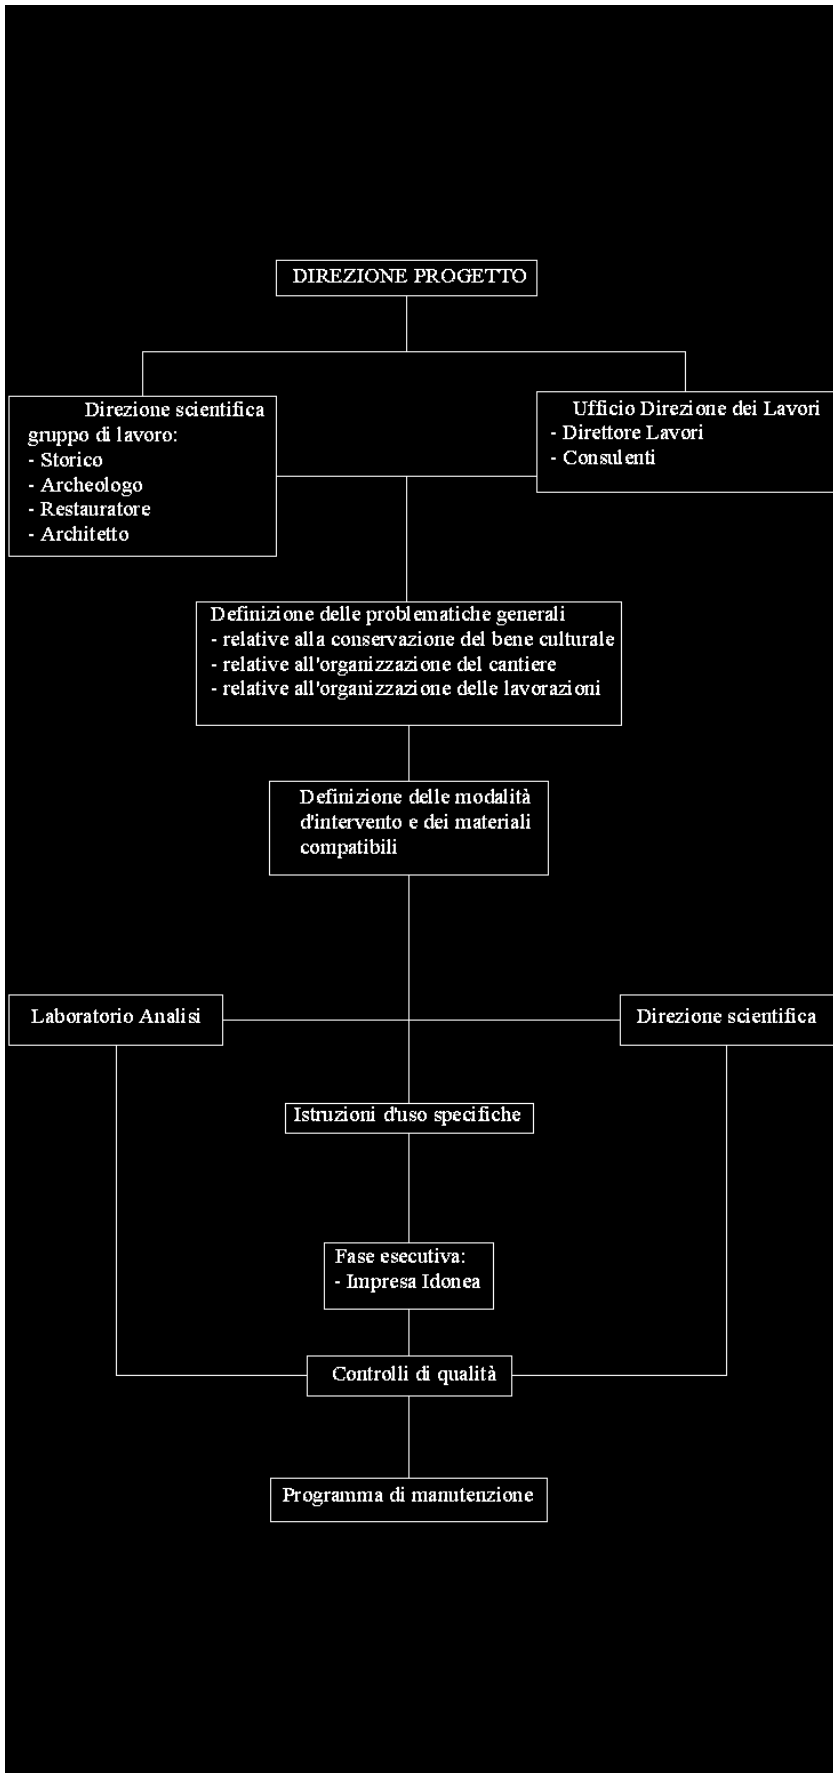 DIREZIONE PROGETTO
Direzione scientifica
gruppo di lavoro:
- Storico
- Archeologo
- Restauratore
- Architetto
Ufficio Direzione dei Lavori
- Direttore Lavori
- Consulenti
Definizione delle problematiche generali
- relative alla conservazione del bene culturale
- relative all'organizzazione del cantiere
- relative all'organizzazione delle lavorazioni
Definizione delle modalità
d'intervento e dei materiali
compatibili
Laboratorio Analisi
Direzione scientifica
Istruzioni d'uso specifiche
Fase esecutiva:
- Impresa Idonea
Controlli di qualità
Programma di manutenzione